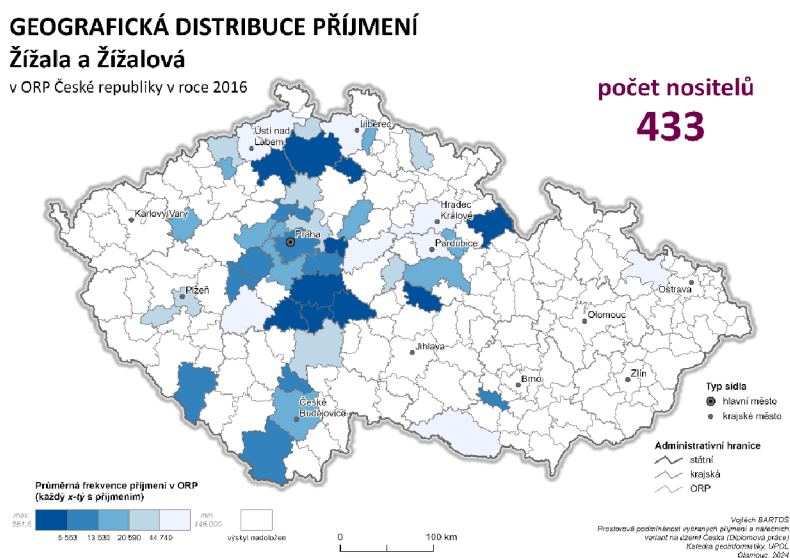 GEOGRAFICKÁ DISTRIBUCE PŘÍJMENÍ
Žížala a Žížalová
v ORP České republiky v roce 2016
počet nositelů
433
Ústí nad
Labem
Liberec
Karlovy Vary
Hradec
Králové
Praha
Pardubice
Plzeň
Ostrava
Olomouc
Jihlava
Zlín
Brno
České
Budějovice
Typ sídla
hlavní město
krajské město
Administrativní hranice
státní
krajská
ORP
Průměrná frekvence příjmení v ORP
(každý x-tý s příjmením)
max. min.
561,5 5 553 13 530 20 590 44 740 146 000
výskyt nedoložen
0 100 km
Vojtěch BARTOŠ
Prostorová podmíněnost vybraných příjmení a nářečních
variant na území Česka (Diplomová práce)
Katedra geoinformatiky, UPOL
Olomouc, 2024